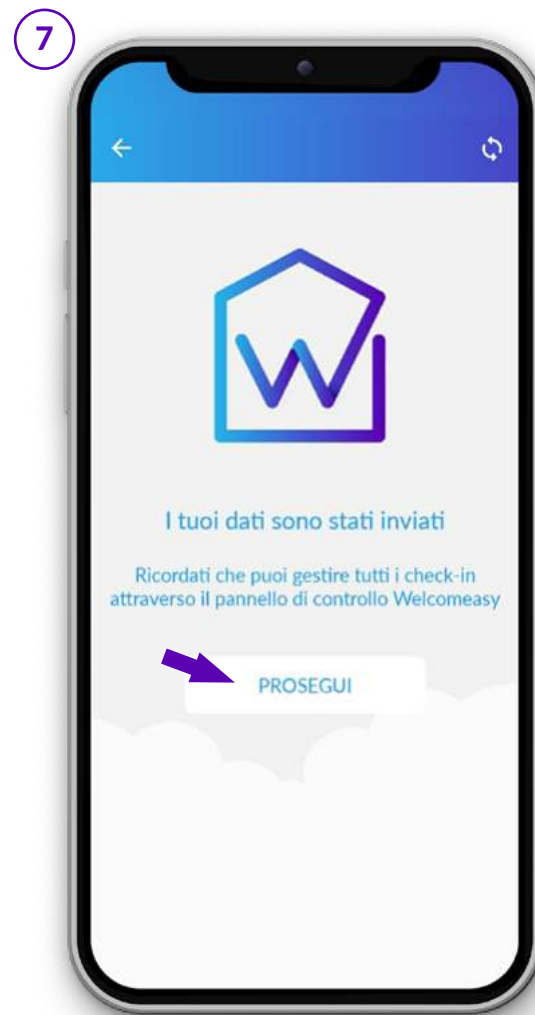 7
I tuoi dati sono stati inviati
Ricordati che puoi gestire tutti i check-in
attraverso il pannello di controllo Welcomeasy
PROSEGUI